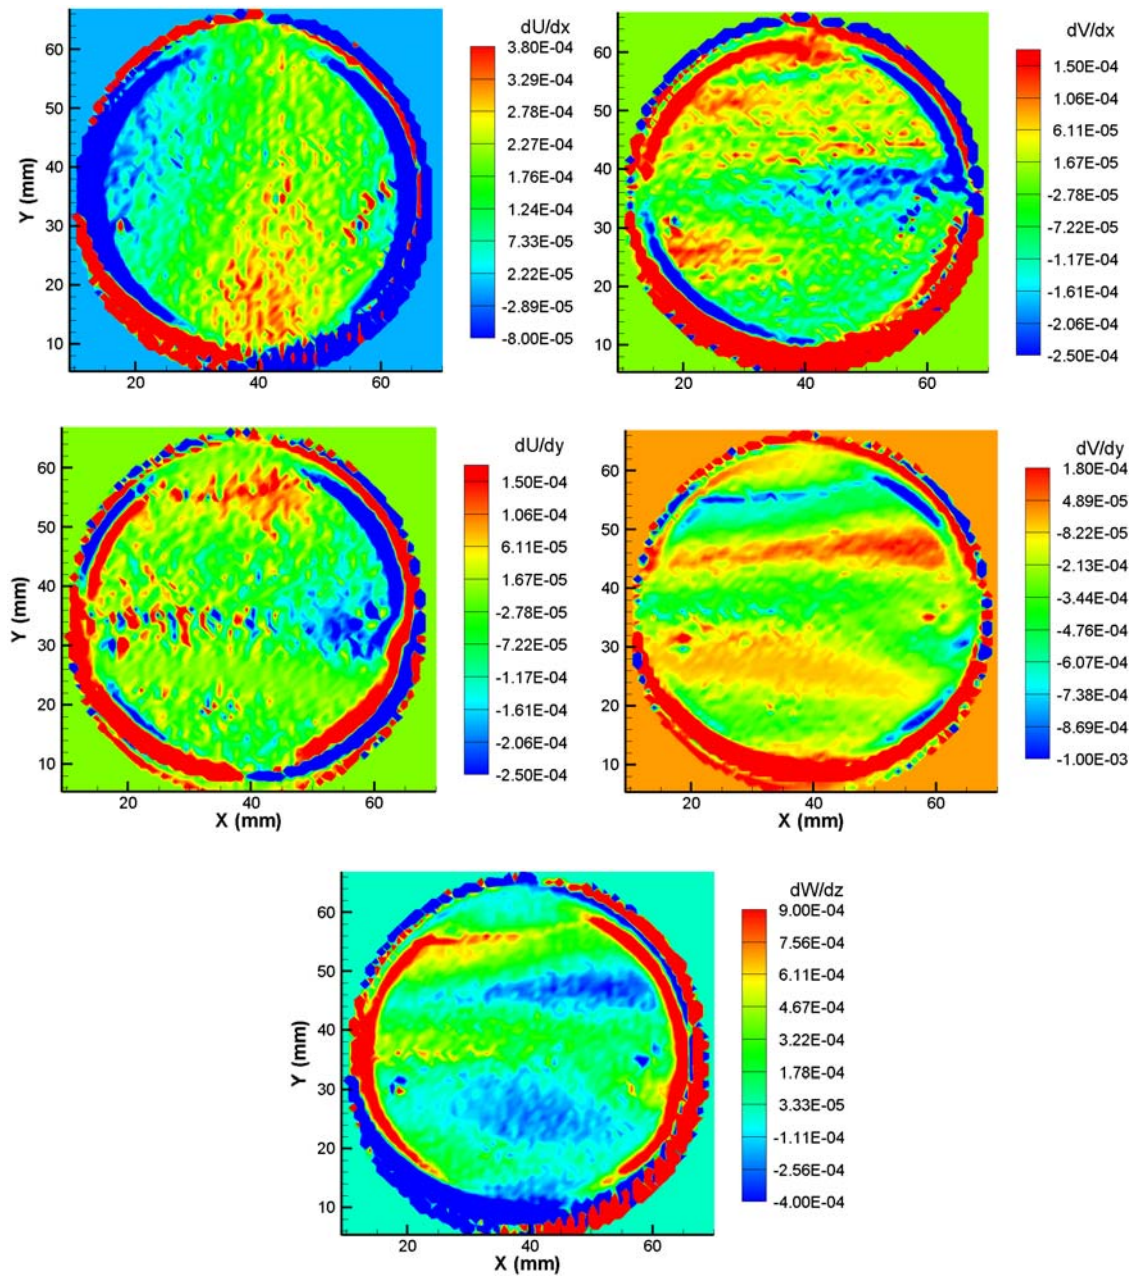 dU/dx
3.80E-04
3.29E-04
2.78E-04
2.27E-04
1.76E-04
1.24E-04
7.33E-05
2.22E-05
-2.89E-05
-8.00E-05
Y (mm)
60
50
40
30
20
10
20 40 60
dV/dx
1.50E-04
1.06E-04
6.11E-05
1.67E-05
-2.78E-05
-7.22E-05
-1.17E-04
-1.61E-04
-2.06E-04
-2.50E-04
60
50
40
30
20
10
20 40 60
dU/dy
1.50E-04
1.06E-04
6.11E-05
1.67E-05
-2.78E-05
-7.22E-05
-1.17E-04
-1.61E-04
-2.06E-04
-2.50E-04
Y (mm)
60
50
40
30
20
10
20 40 60
X (mm)
dV/dy
1.80E-04
4.89E-05
-8.22E-05
-2.13E-04
-3.44E-04
-4.76E-04
-6.07E-04
-7.38E-04
-8.69E-04
-1.00E-03
60
50
40
30
20
10
20 40 60
X (mm)
dW/dz
9.00E-04
7.56E-04
6.11E-04
4.67E-04
3.22E-04
1.78E-04
3.33E-05
-1.11E-04
-2.56E-04
-4.00E-04
Y (mm)
60
50
40
30
20
10
20 40 60
X (mm)